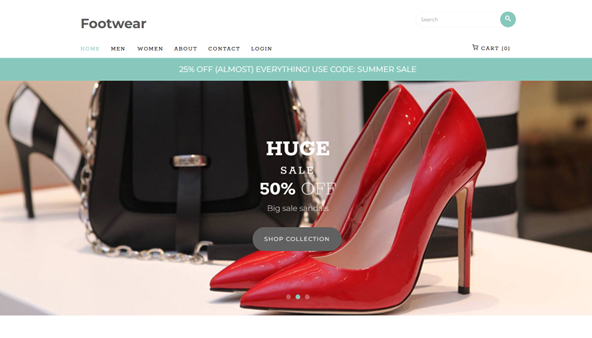 Footwear
Search
HOME MEN WOMEN ABOUT CONTACT LOGIN
CART [0]
25% OFF (ALMOST) EVERYTHING! USE CODE: SUMMER SALE
HUGE
SALE
50% OFF
Big sale sandals
SHOP COLLECTION